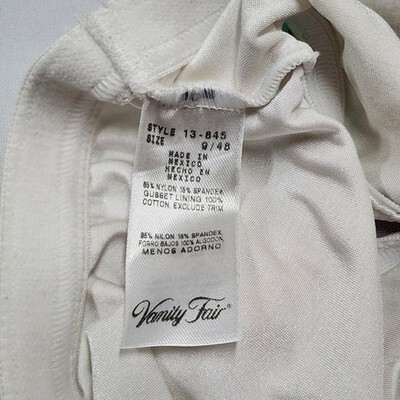 STYLE 13-845
SIZE 9/48
MADE IN
MEXICO
HECHO EN
MEXICO
85% NYLON 15% SPANDEX,
GUSSET LINING 100%
COTTON, EXCLUDE TRIM
85% NILON 15% SPANDEX,
FORRO BAJOS 100% ALGODON,
MENOS ADORNO
Vanity Fair®